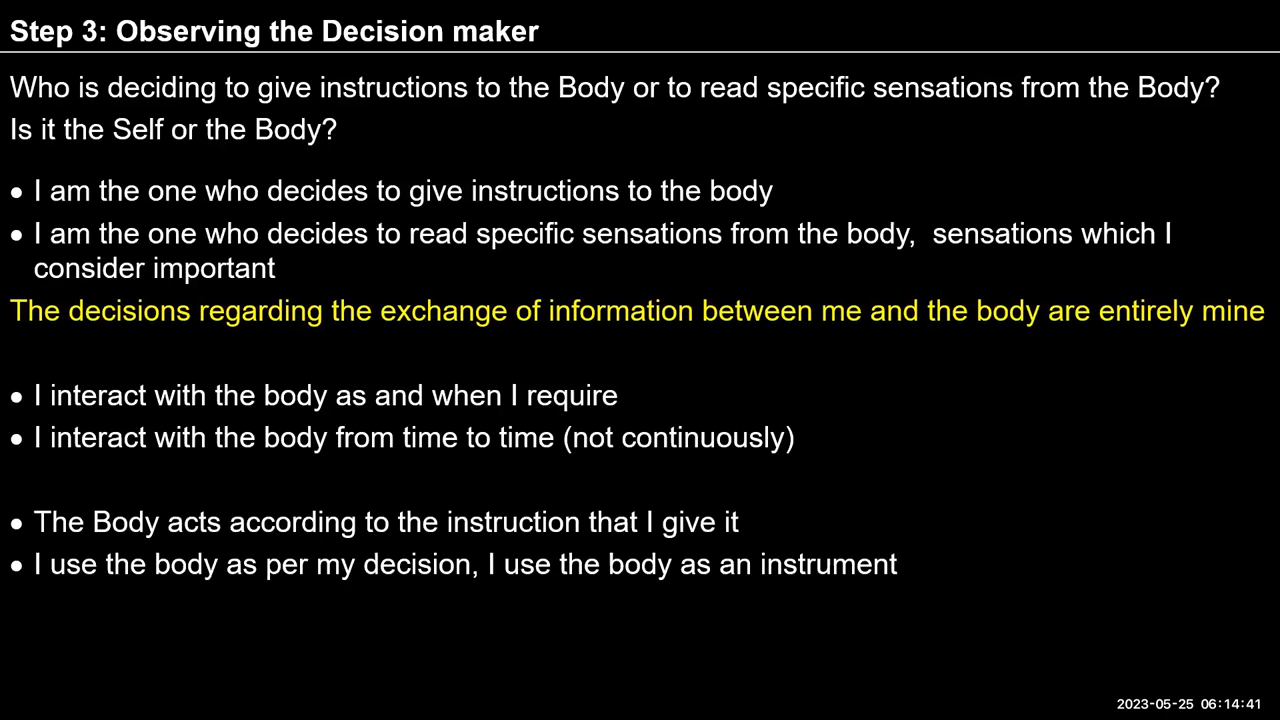 Step 3: Observing the Decision maker
Who is deciding to give instructions to the Body or to read specific sensations from the Body?
Is it the Self or the Body?
• I am the one who decides to give instructions to the body
• I am the one who decides to read specific sensations from the body,  sensations which I
consider important
The decisions regarding the exchange of information between me and the body are entirely mine
• I interact with the body as and when I require
• I interact with the body from time to time (not continuously)
• The Body acts according to the instruction that I give it
• I use the body as per my decision, I use the body as an instrument
2023-05-25 06:14:41